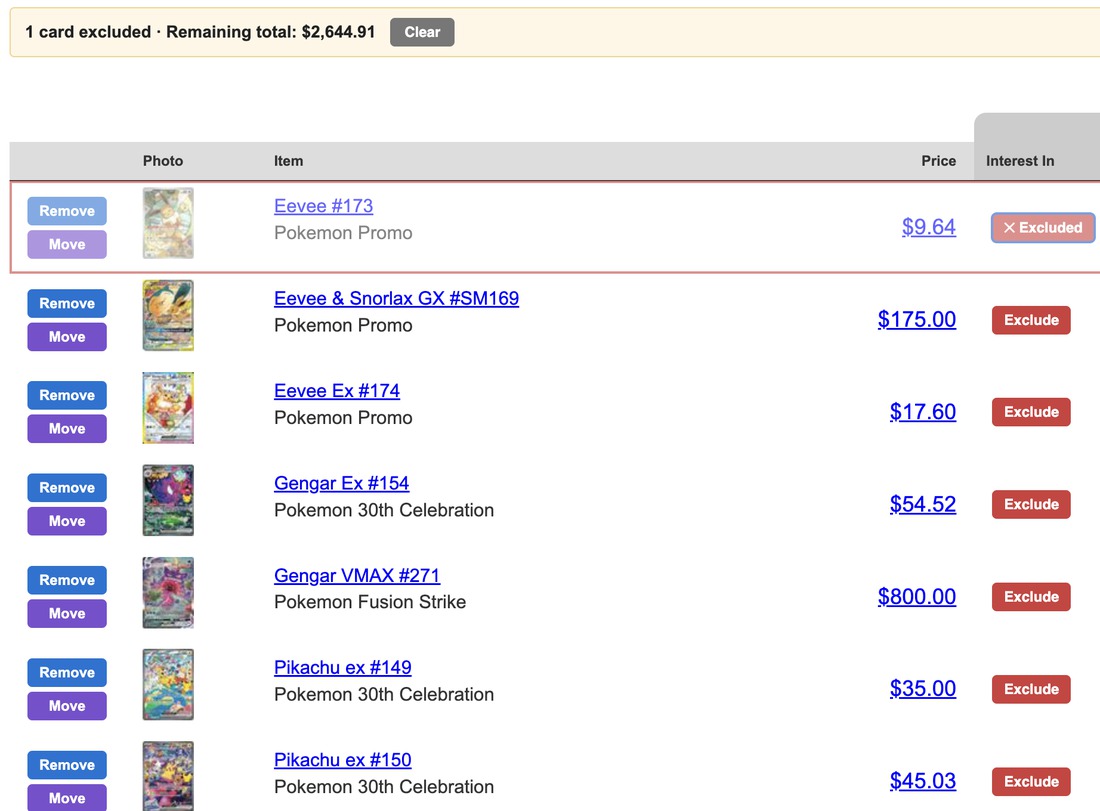 1 card excluded · Remaining total: $2,644.91 Clear
Photo Item Price Interest In
Remove
Move
Eevee #173
Pokemon Promo
$9.64
✕ Excluded
Remove
Move
Eevee & Snorlax GX #SM169
Pokemon Promo
$175.00
Exclude
Remove
Move
Eevee Ex #174
Pokemon Promo
$17.60
Exclude
Remove
Move
Gengar Ex #154
Pokemon 30th Celebration
$54.52
Exclude
Remove
Move
Gengar VMAX #271
Pokemon Fusion Strike
$800.00
Exclude
Remove
Move
Pikachu ex #149
Pokemon 30th Celebration
$35.00
Exclude
Remove
Move
Pikachu ex #150
Pokemon 30th Celebration
$45.03
Exclude